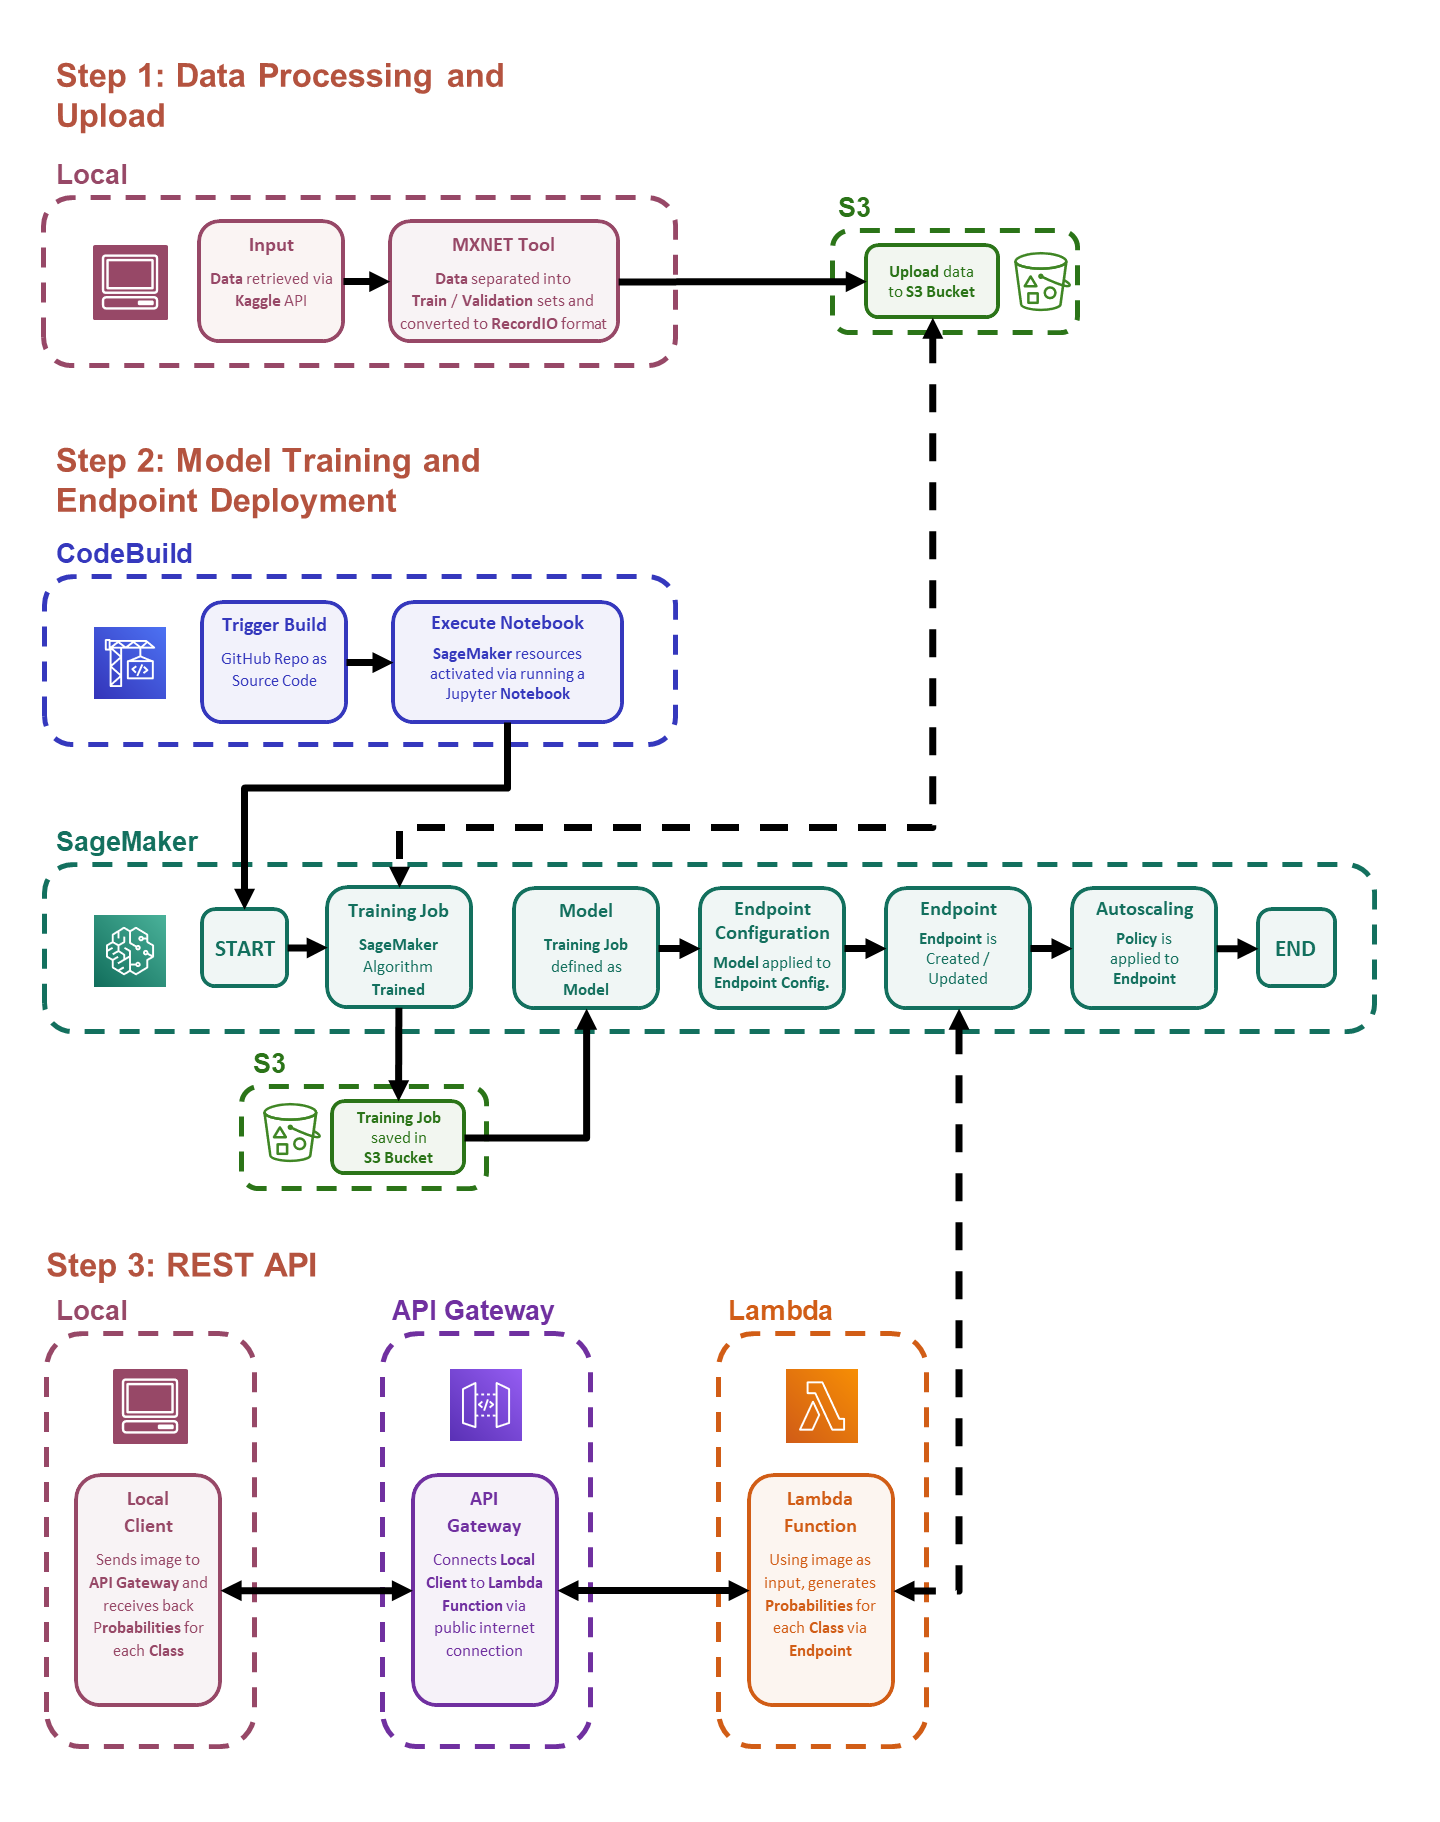 Step 1: Data Processing and
Upload
Local
Input
Data retrieved via
Kaggle API
MXNET Tool
Data separated into
Train / Validation sets and
converted to RecordIO format
S3
Upload data
to S3 Bucket
Step 2: Model Training and
Endpoint Deployment
CodeBuild
Trigger Build
GitHub Repo as
Source Code
Execute Notebook
SageMaker resources
activated via running a
Jupyter Notebook
SageMaker
START
Training Job
SageMaker
Algorithm
Trained
Model
Training Job
defined as
Model
Endpoint
Configuration
Model applied to
Endpoint Config.
Endpoint
Endpoint is
Created /
Updated
Autoscaling
Policy is
applied to
Endpoint
END
S3
Training Job
saved in
S3 Bucket
Step 3: REST API
Local
Local
Client
Sends image to
API Gateway and
receives back
Probabilities for
each Class
API Gateway
API
Gateway
Connects Local
Client to Lambda
Function via
public internet
connection
Lambda
Lambda
Function
Using image as
input, generates
Probabilities for
each Class via
Endpoint